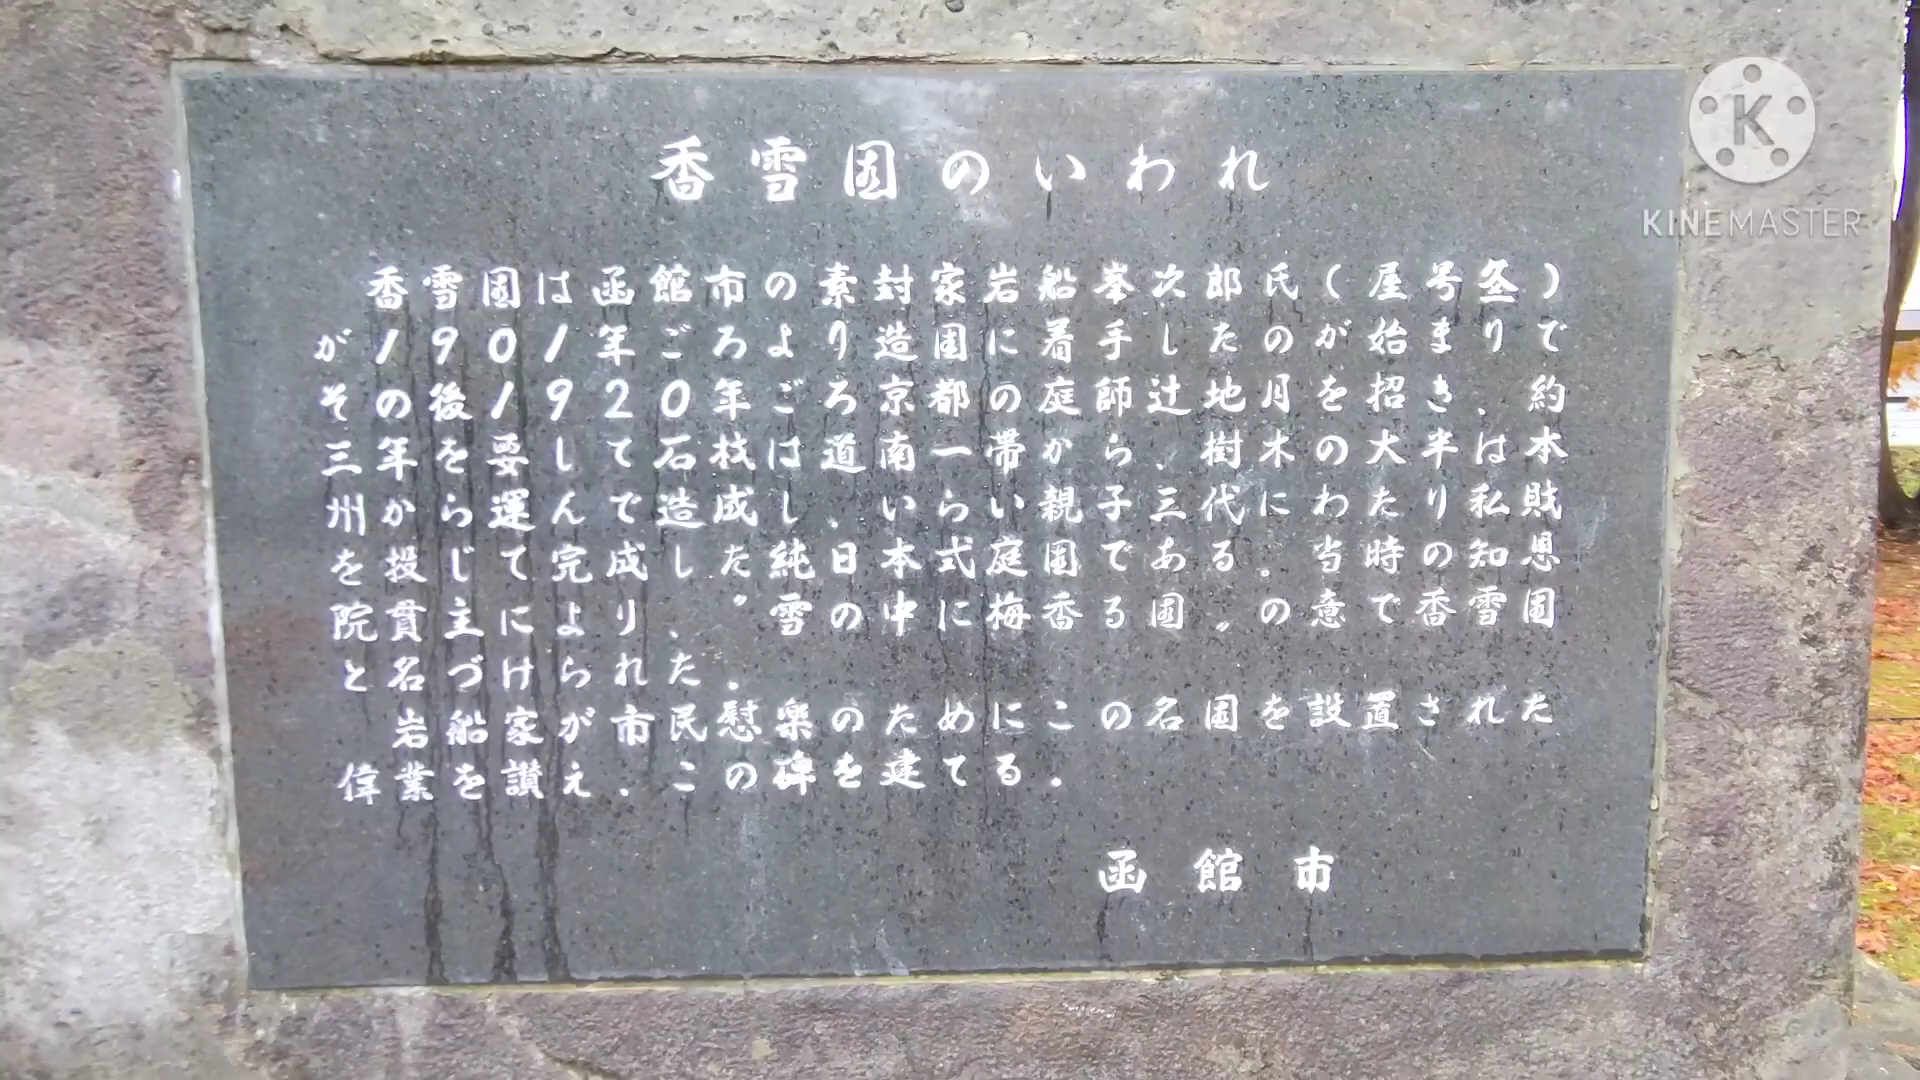 香雪園のいわれ
香雪園は函館市の素封家岩船峯次郎氏(屋号)
が1901年ごろより造園に着手したのが始まりで
その後1920年ごろ京都の庭師辻地月を招き、約
三年を要して石材は道南一帯から、樹木の大半は本
州から運んで造成し、いらい親子三代にわたり私財
を投じて完成した純日本式庭園である。当時の知恩
院貫主により、〃雪の中に梅香る園〃の意で香雪園
と名づけられた.
岩船家が市民慰楽のためにこの名園を設置された
偉業を讃え、この碑を建てる.
函館市
KINEMASTER